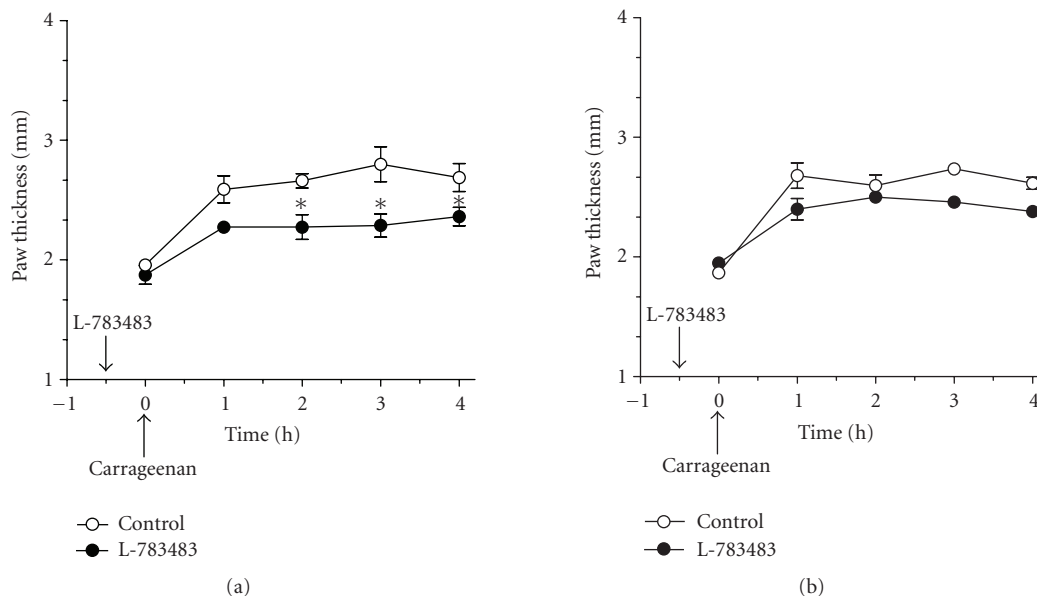 4
3
2
1
Paw thickness (mm)
L-783483
* * *
−1 0 1 2 3 4
Time (h)
Carrageenan
Control
L-783483
(a)
4
3
2
1
Paw thickness (mm)
L-783483
−1 0 1 2 3 4
Time (h)
Carrageenan
Control
L-783483
(b)